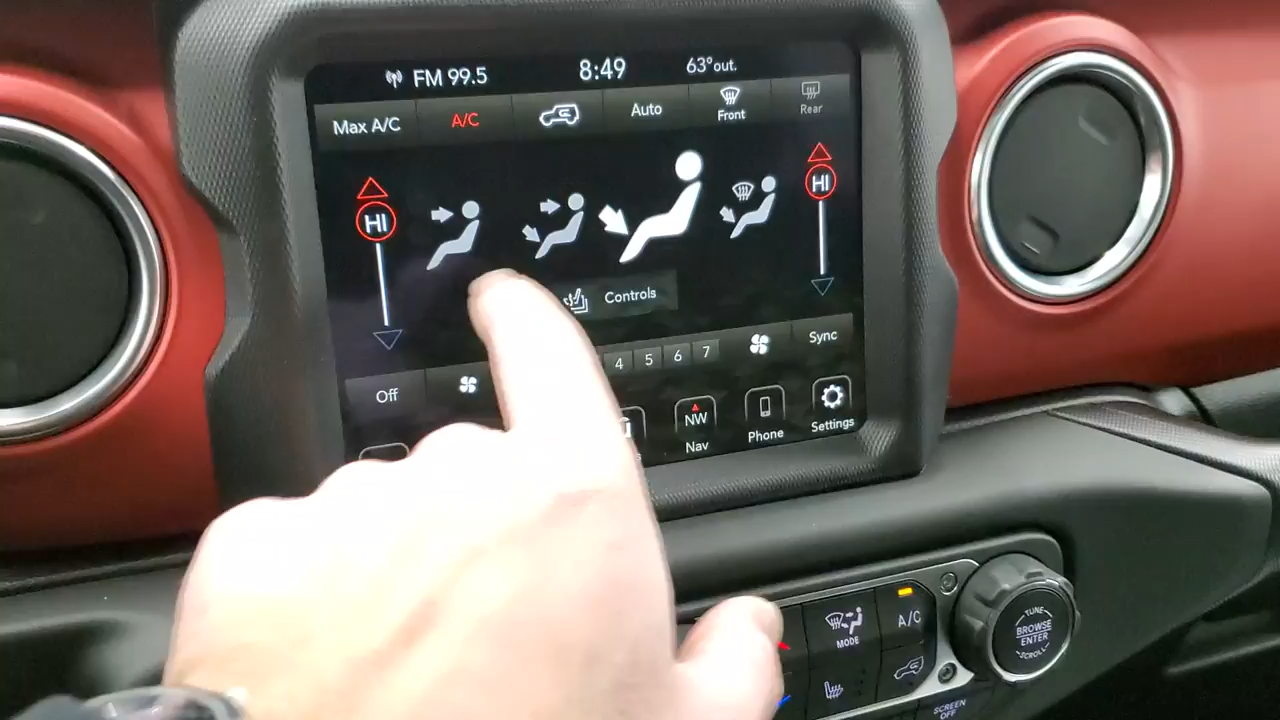 FM 99.5 8:49 63°out.
Max A/C A/C Auto Front Rear
HI HI
Controls
4 5 6 7 Sync
Off
NW
Nav Phone Settings
MODE A/C
TUNE
BROWSE
ENTER
SCROLL
SCREEN
OFF